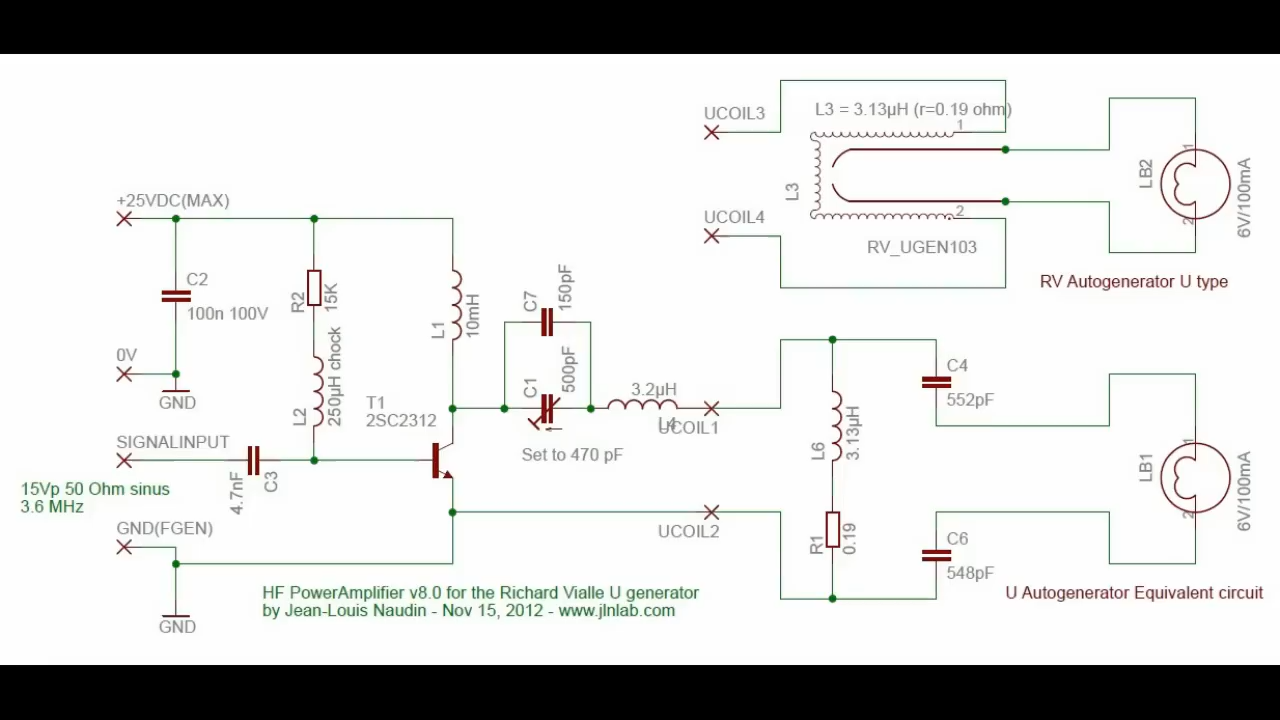 UCOIL3
L3 = 3.13µH (r=0.19 ohm)
1
L3
2
UCOIL4
RV_UGEN103
LB2
1
2
6V/100mA
RV Autogenerator U type
+25VDC(MAX)
C2
100n 100V
0V
GND
R2
15K
L2
250µH chock
L1
10mH
C7
150pF
C1
500pF
Set to 470 pF
3.2µH
L4
UCOIL1
T1
2SC2312
SIGNALINPUT
C3
4.7nF
15Vp 50 Ohm sinus
3.6 MHz
GND(FGEN)
GND
UCOIL2
L6
3.13µH
R1
0.19
C4
552pF
C6
548pF
LB1
1
2
6V/100mA
U Autogenerator Equivalent circuit
HF PowerAmplifier v8.0 for the Richard Vialle U generator
by Jean-Louis Naudin - Nov 15, 2012 - www.jlnlab.com